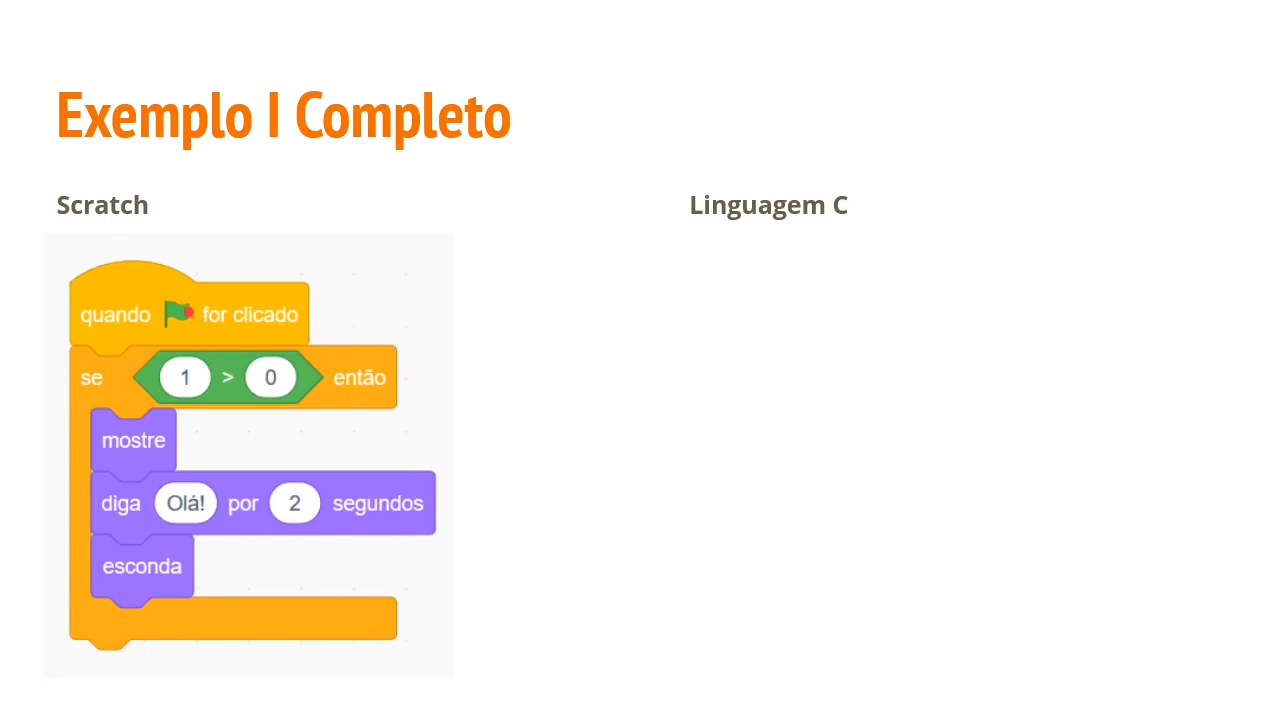 Exemplo I Completo
Scratch
Linguagem C
quando for clicado
se 1 > 0 então
mostre
diga Olá! por 2 segundos
esconda